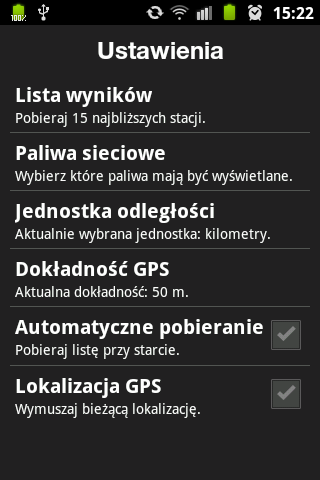 100%
15:22
Ustawienia
Lista wyników
Pobieraj 15 najbliższych stacji.
Paliwa sieciowe
Wybierz które paliwa mają być wyświetlane.
Jednostka odległości
Aktualnie wybrana jednostka: kilometry.
Dokładność GPS
Aktualna dokładność: 50 m.
Automatyczne pobieranie
Pobieraj listę przy starcie.
Lokalizacja GPS
Wymuszaj bieżącą lokalizację.